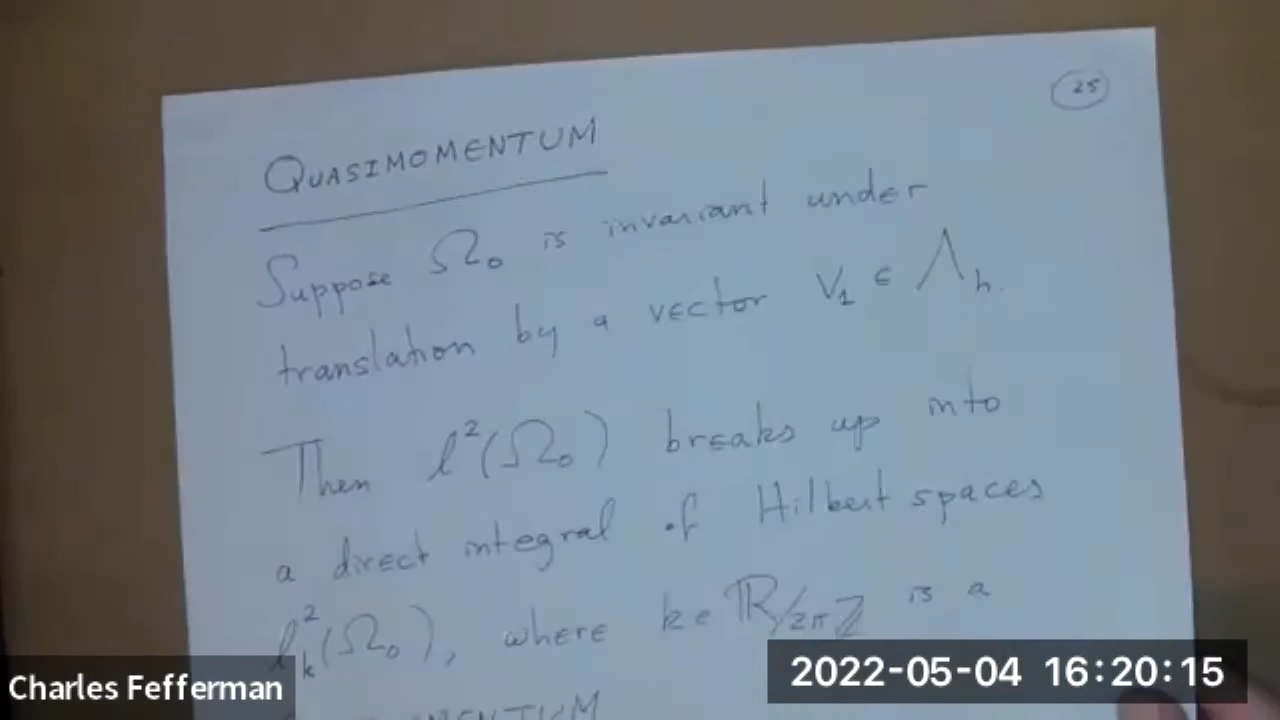 25
QUASIMOMENTUM
Suppose Ω₀ is invariant under
translation by a vector V₁ ∈ Λₕ.
Then l²(Ω₀) breaks up into
a direct integral of Hilbert spaces
l²ₖ(Ω₀), where k ∈ ℝ/2πℤ is a
Charles Fefferman
2022-05-04 16:20:15